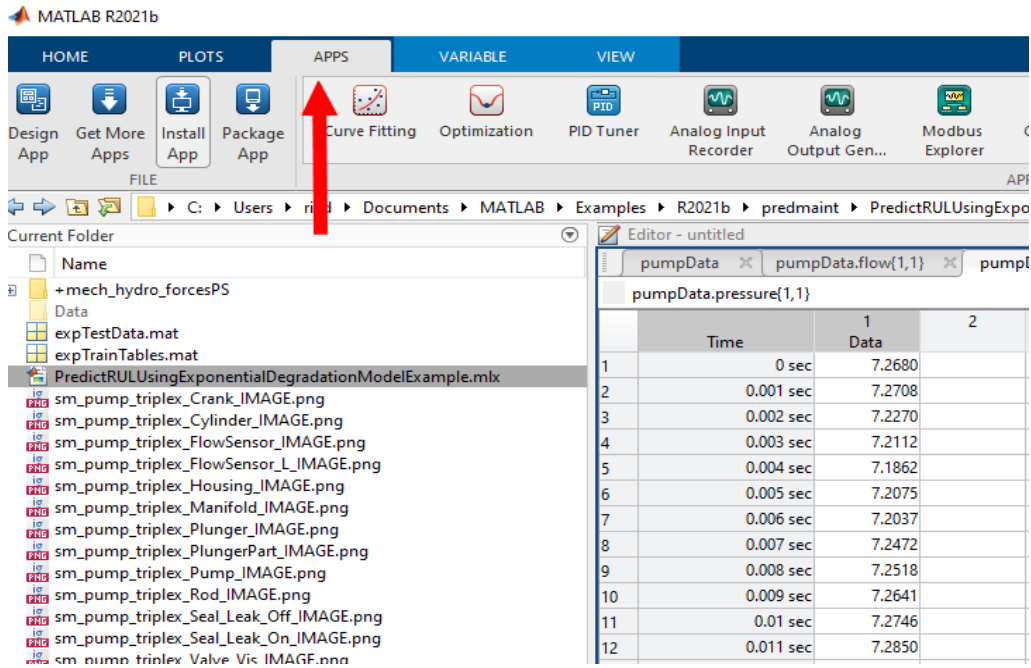 MATLAB R2021b
HOME PLOTS APPS VARIABLE VIEW
Design App
Get More Apps
Install App
Package App
Curve Fitting
Optimization
PID
PID Tuner
Analog Input Recorder
Analog Output Gen...
Modbus Explorer
FILE
C: Users Documents MATLAB Examples R2021b predmaint PredictRULUsingExpo
Current Folder
Editor - untitled
Name
pumpData pumpData.flow{1,1} pumpD
+mech_hydro_forcesPS
pumpData.pressure{1,1}
Data
expTestData.mat
expTrainTables.mat
PredictRULUsingExponentialDegradationModelExample.mlx
sm_pump_triplex_Crank_IMAGE.png
sm_pump_triplex_Cylinder_IMAGE.png
sm_pump_triplex_FlowSensor_IMAGE.png
sm_pump_triplex_FlowSensor_L_IMAGE.png
sm_pump_triplex_Housing_IMAGE.png
sm_pump_triplex_Manifold_IMAGE.png
sm_pump_triplex_Plunger_IMAGE.png
sm_pump_triplex_PlungerPart_IMAGE.png
sm_pump_triplex_Pump_IMAGE.png
sm_pump_triplex_Rod_IMAGE.png
sm_pump_triplex_Seal_Leak_Off_IMAGE.png
sm_pump_triplex_Seal_Leak_On_IMAGE.png
sm_pump_triplex_Valve_Vis_IMAGE.png
1 2
Time Data
1 0 sec 7.2680
2 0.001 sec 7.2708
3 0.002 sec 7.2270
4 0.003 sec 7.2112
5 0.004 sec 7.1862
6 0.005 sec 7.2075
7 0.006 sec 7.2037
8 0.007 sec 7.2472
9 0.008 sec 7.2518
10 0.009 sec 7.2641
11 0.01 sec 7.2746
12 0.011 sec 7.2850